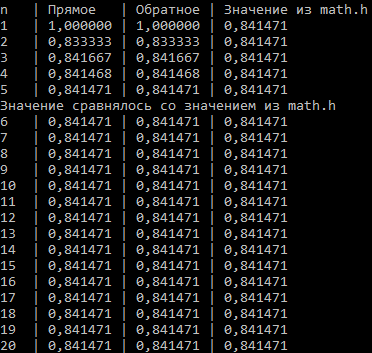 n | Прямое | Обратное | Значение из math.h
1 | 1,000000 | 1,000000 | 0,841471
2 | 0,833333 | 0,833333 | 0,841471
3 | 0,841667 | 0,841667 | 0,841471
4 | 0,841468 | 0,841468 | 0,841471
5 | 0,841471 | 0,841471 | 0,841471
Значение сравнялось со значением из math.h
6 | 0,841471 | 0,841471 | 0,841471
7 | 0,841471 | 0,841471 | 0,841471
8 | 0,841471 | 0,841471 | 0,841471
9 | 0,841471 | 0,841471 | 0,841471
10 | 0,841471 | 0,841471 | 0,841471
11 | 0,841471 | 0,841471 | 0,841471
12 | 0,841471 | 0,841471 | 0,841471
13 | 0,841471 | 0,841471 | 0,841471
14 | 0,841471 | 0,841471 | 0,841471
15 | 0,841471 | 0,841471 | 0,841471
16 | 0,841471 | 0,841471 | 0,841471
17 | 0,841471 | 0,841471 | 0,841471
18 | 0,841471 | 0,841471 | 0,841471
19 | 0,841471 | 0,841471 | 0,841471
20 | 0,841471 | 0,841471 | 0,841471